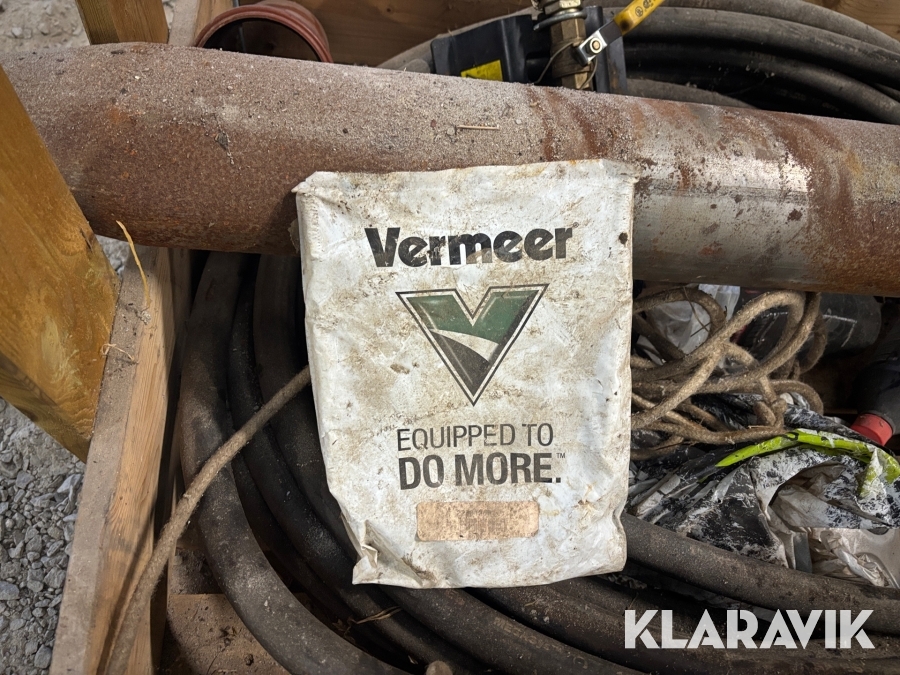 Vermeer
EQUIPPED TO
DO MORE.™
KLARAVIK